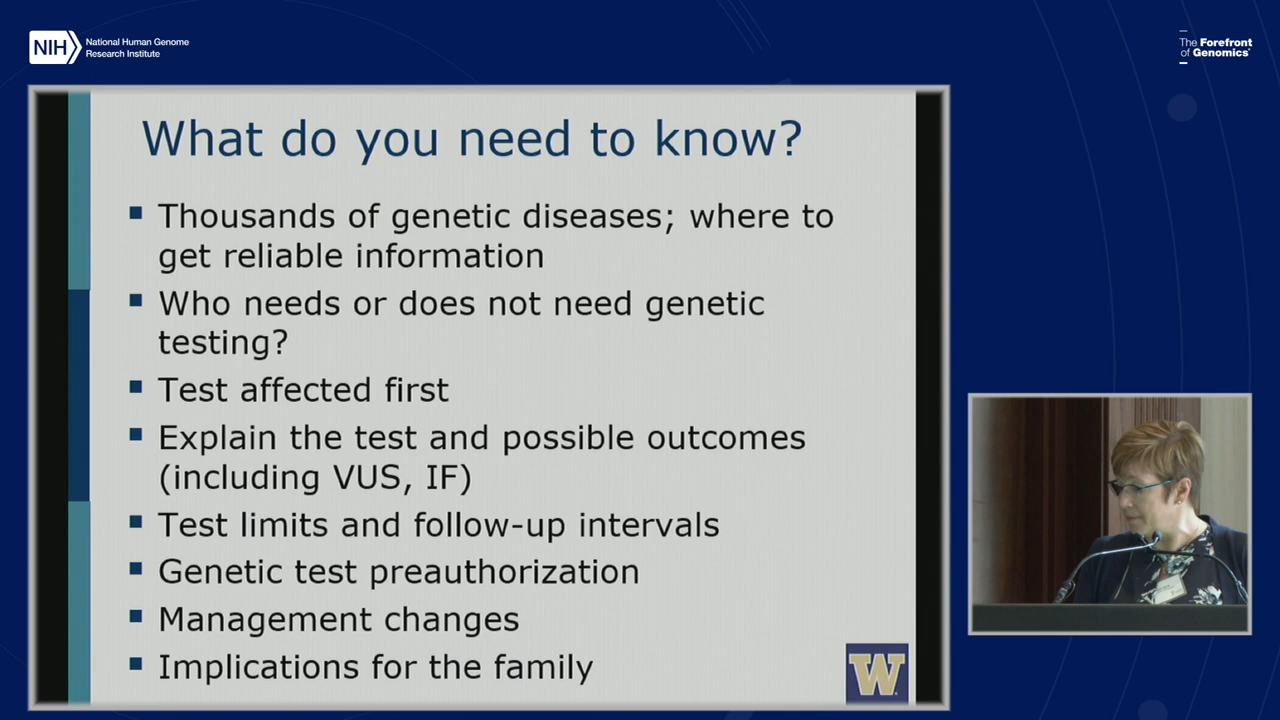 NIH
National Human Genome
Research Institute
The Forefront
of Genomics
What do you need to know?
Thousands of genetic diseases; where to
get reliable information
Who needs or does not need genetic
testing?
Test affected first
Explain the test and possible outcomes
(including VUS, IF)
Test limits and follow-up intervals
Genetic test preauthorization
Management changes
Implications for the family
W